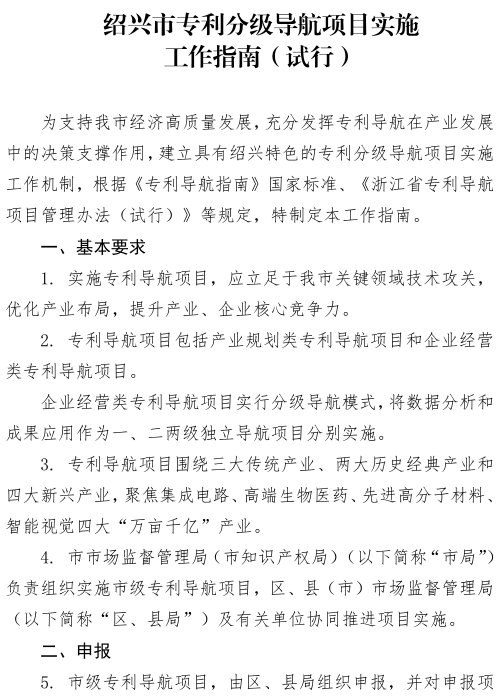 绍兴市专利分级导航项目实施
工作指南（试行）
为支持我市经济高质量发展，充分发挥专利导航在产业发展
中的决策支撑作用，建立具有绍兴特色的专利分级导航项目实施
工作机制，根据《专利导航指南》国家标准、《浙江省专利导航
项目管理办法（试行）》等规定，特制定本工作指南。
一、基本要求
1. 实施专利导航项目，应立足于我市关键领域技术攻关，
优化产业布局，提升产业、企业核心竞争力。
2. 专利导航项目包括产业规划类专利导航项目和企业经营
类专利导航项目。
企业经营类专利导航项目实行分级导航模式，将数据分析和
成果应用作为一、二两级独立导航项目分别实施。
3. 专利导航项目围绕三大传统产业、两大历史经典产业和
四大新兴产业，聚焦集成电路、高端生物医药、先进高分子材料、
智能视觉四大“万亩千亿”产业。
4. 市市场监督管理局（市知识产权局）（以下简称“市局”）
负责组织实施市级专利导航项目，区、县（市）市场监督管理局
（以下简称“区、县局”）及有关单位协同推进项目实施。
二、申报
5. 市级专利导航项目，由区、县局组织申报，并对申报项